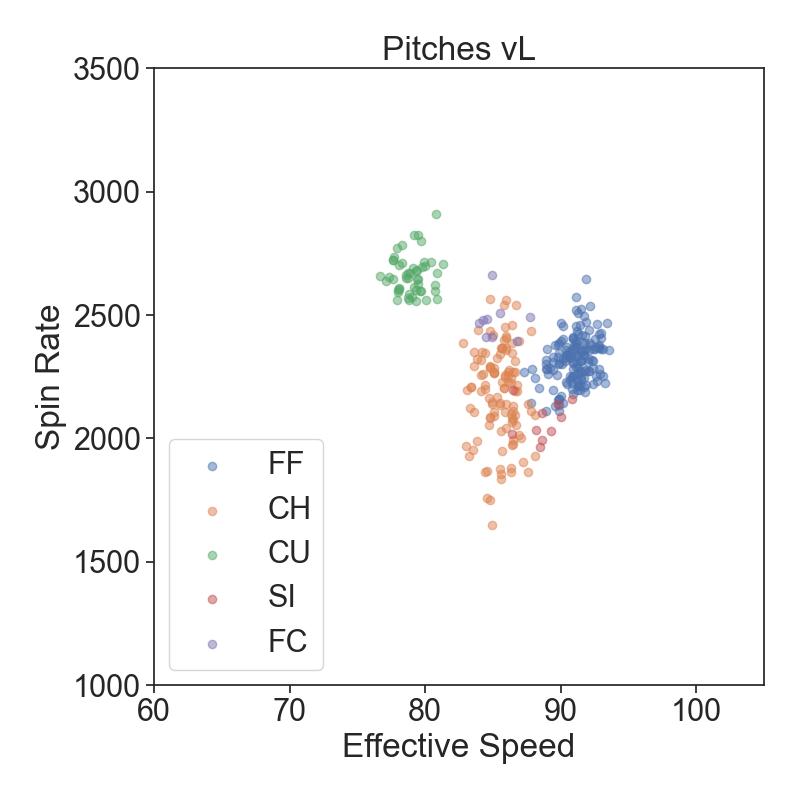 Pitches vL
3500
3000
2500
2000
1500
1000
Spin Rate
FF
CH
CU
SI
FC
60 70 80 90 100
Effective Speed